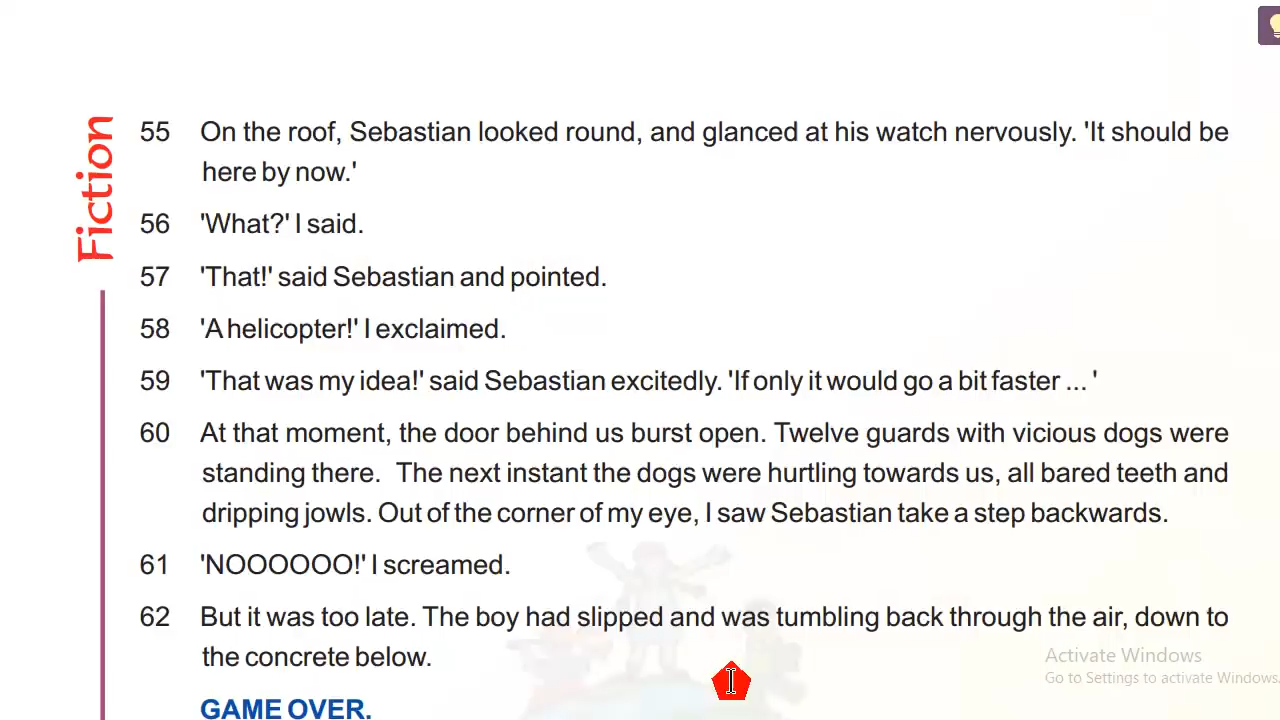 Fiction
55 On the roof, Sebastian looked round, and glanced at his watch nervously. 'It should be
here by now.'
56 'What?' I said.
57 'That!' said Sebastian and pointed.
58 'A helicopter!' I exclaimed.
59 'That was my idea!' said Sebastian excitedly. 'If only it would go a bit faster ... '
60 At that moment, the door behind us burst open. Twelve guards with vicious dogs were
standing there. The next instant the dogs were hurtling towards us, all bared teeth and
dripping jowls. Out of the corner of my eye, I saw Sebastian take a step backwards.
61 'NOOOOOO!' I screamed.
62 But it was too late. The boy had slipped and was tumbling back through the air, down to
the concrete below.
GAME OVER.
Activate Windows
Go to Settings to activate Windows.